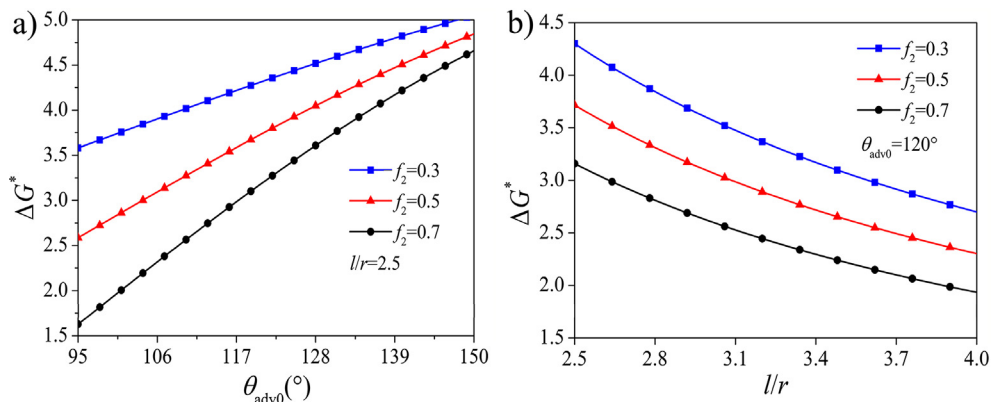 a)
5.0
4.5
4.0
3.5
3.0
2.5
2.0
1.5
ΔG*
f2=0.3
f2=0.5
f2=0.7
l/r=2.5
95 106 117 128 139 150
θadv0(°)
b)
4.5
4.0
3.5
3.0
2.5
2.0
1.5
ΔG*
f2=0.3
f2=0.5
f2=0.7
θadv0=120°
2.5 2.8 3.1 3.4 3.7 4.0
l/r